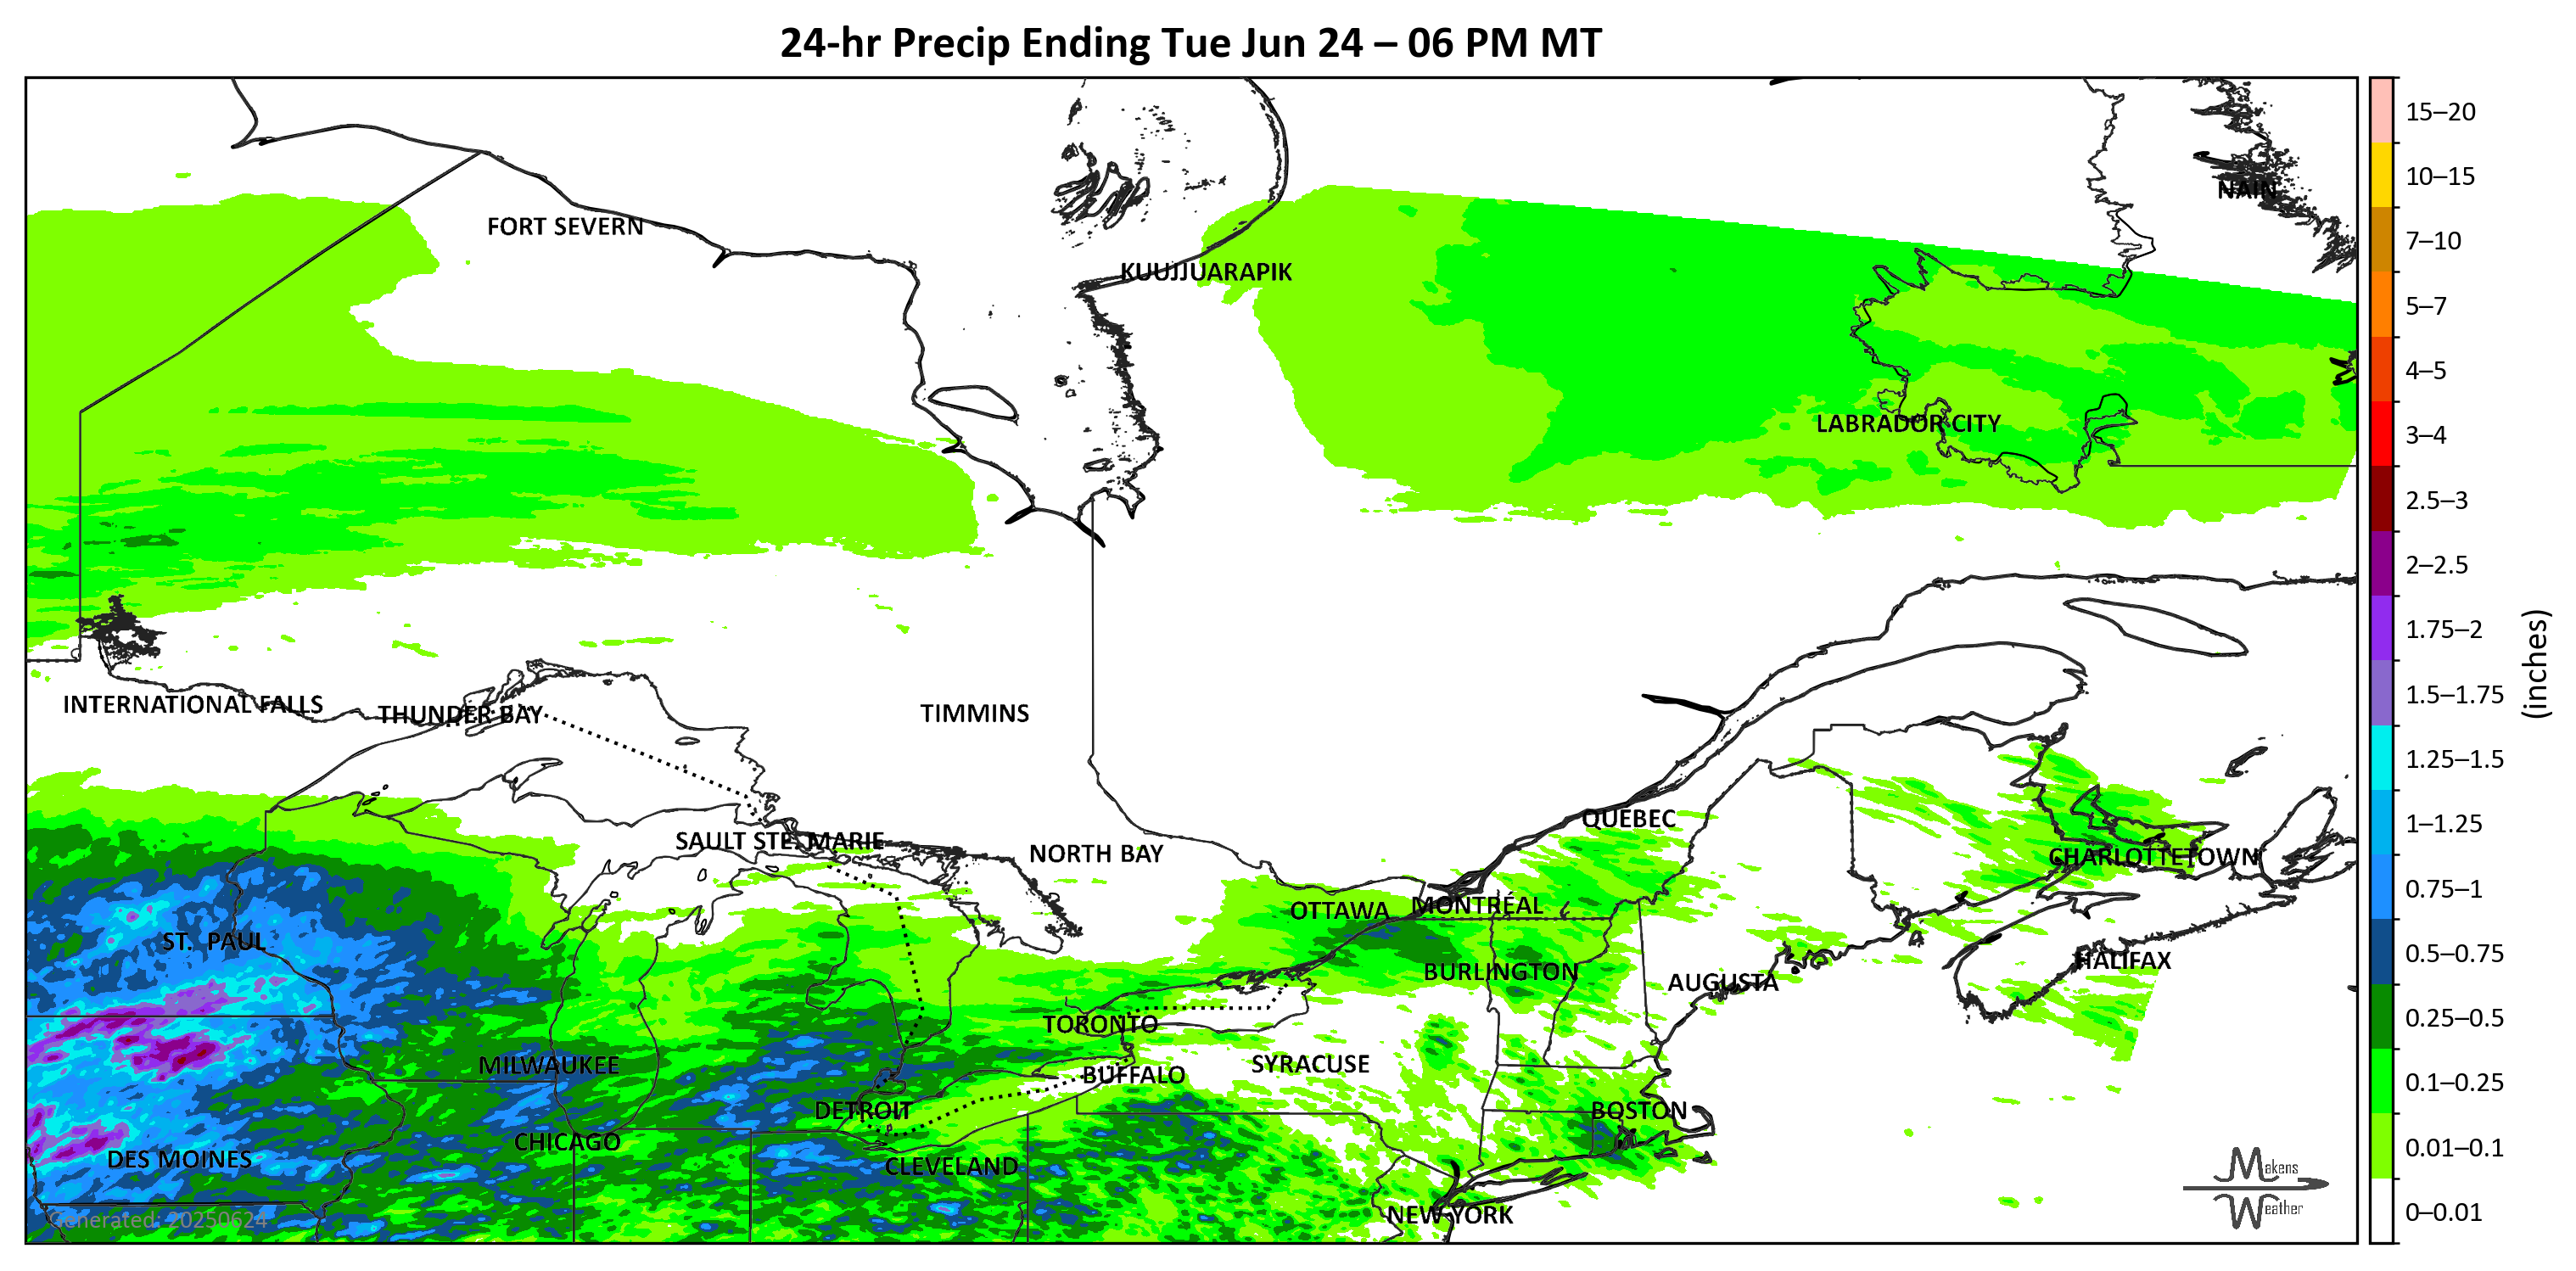 24-hr Precip Ending Tue Jun 24 – 06 PM MT
NAIN
FORT SEVERN
KUUJJUARAPIK
LABRADOR CITY
INTERNATIONAL FALLS
THUNDER BAY
TIMMINS
SAULT STE. MARIE
NORTH BAY
QUEBEC
CHARLOTTETOWN
OTTAWA
MONTRÉAL
ST. PAUL
BURLINGTON
AUGUSTA
HALIFAX
TORONTO
MILWAUKEE
BUFFALO
SYRACUSE
DETROIT
BOSTON
CHICAGO
DES MOINES
CLEVELAND
NEW YORK
Generated: 20250624
Makens
Weather
15–20
10–15
7–10
5–7
4–5
3–4
2.5–3
2–2.5
1.75–2
1.5–1.75
1.25–1.5
1–1.25
0.75–1
0.5–0.75
0.25–0.5
0.1–0.25
0.01–0.1
0–0.01
(inches)